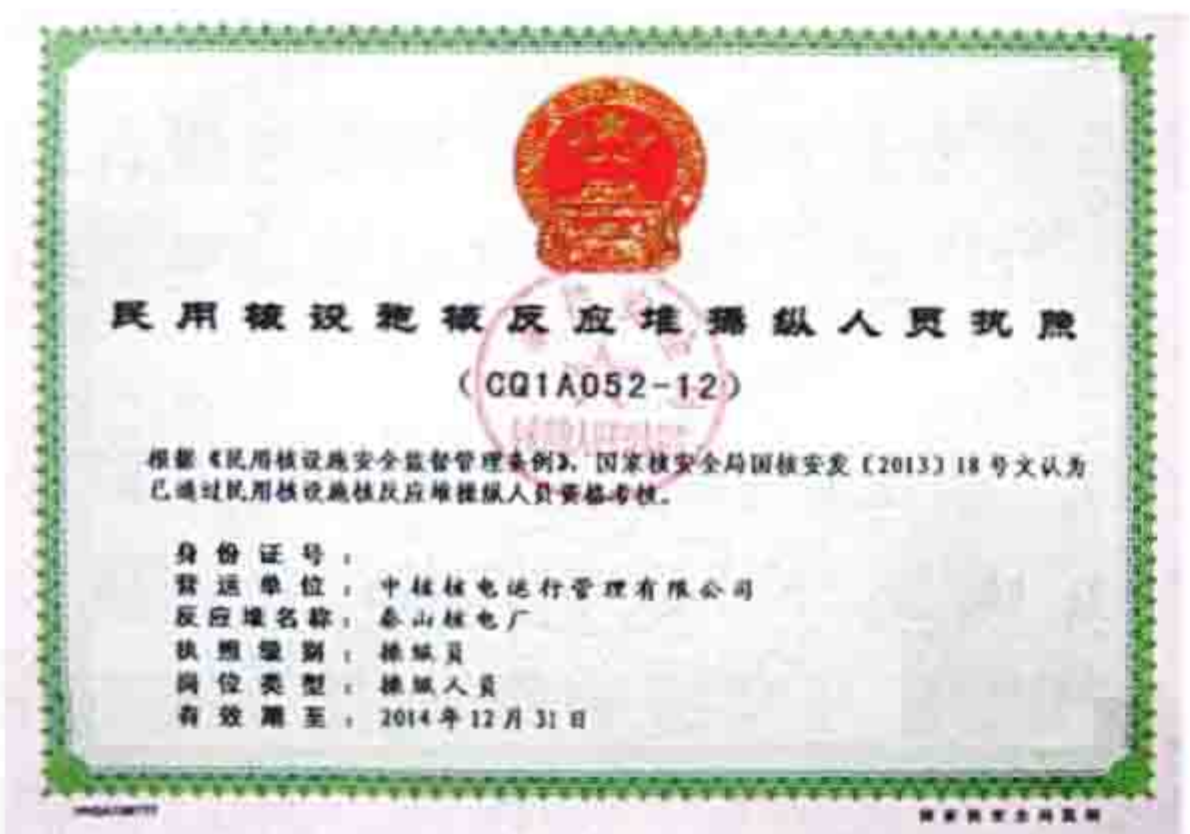 民用核设施核反应堆操纵人员执照
（CQ1A052-12）
根据《民用核设施安全监督管理条例》，国家核安全局国核安发〔2013〕18号文认为
已通过民用核设施核反应堆操纵人员资格考核。
身份证号：
营运单位：中核核电运行管理有限公司
反应堆名称：秦山核电厂
执照级别：操纵员
岗位类型：操纵人员
有效期至：2014年12月31日
国家核安全局监制